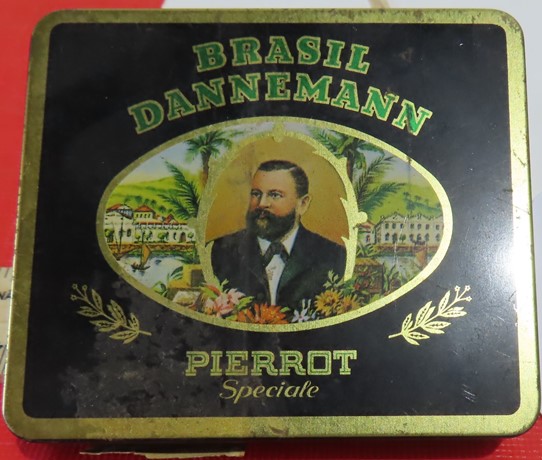 BRASIL
DANNEMANN
PIERROT
Speciale